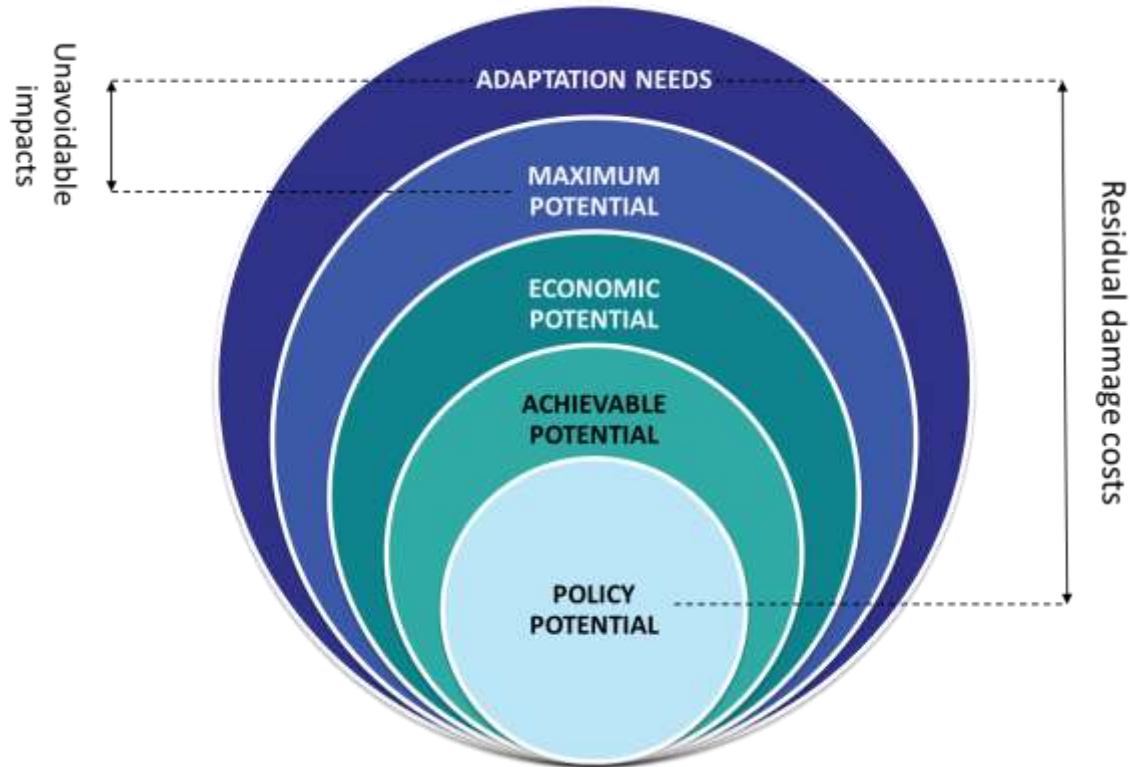 Unavoidable
impacts
ADAPTATION NEEDS
MAXIMUM
POTENTIAL
ECONOMIC
POTENTIAL
ACHIEVABLE
POTENTIAL
POLICY
POTENTIAL
Residual damage costs